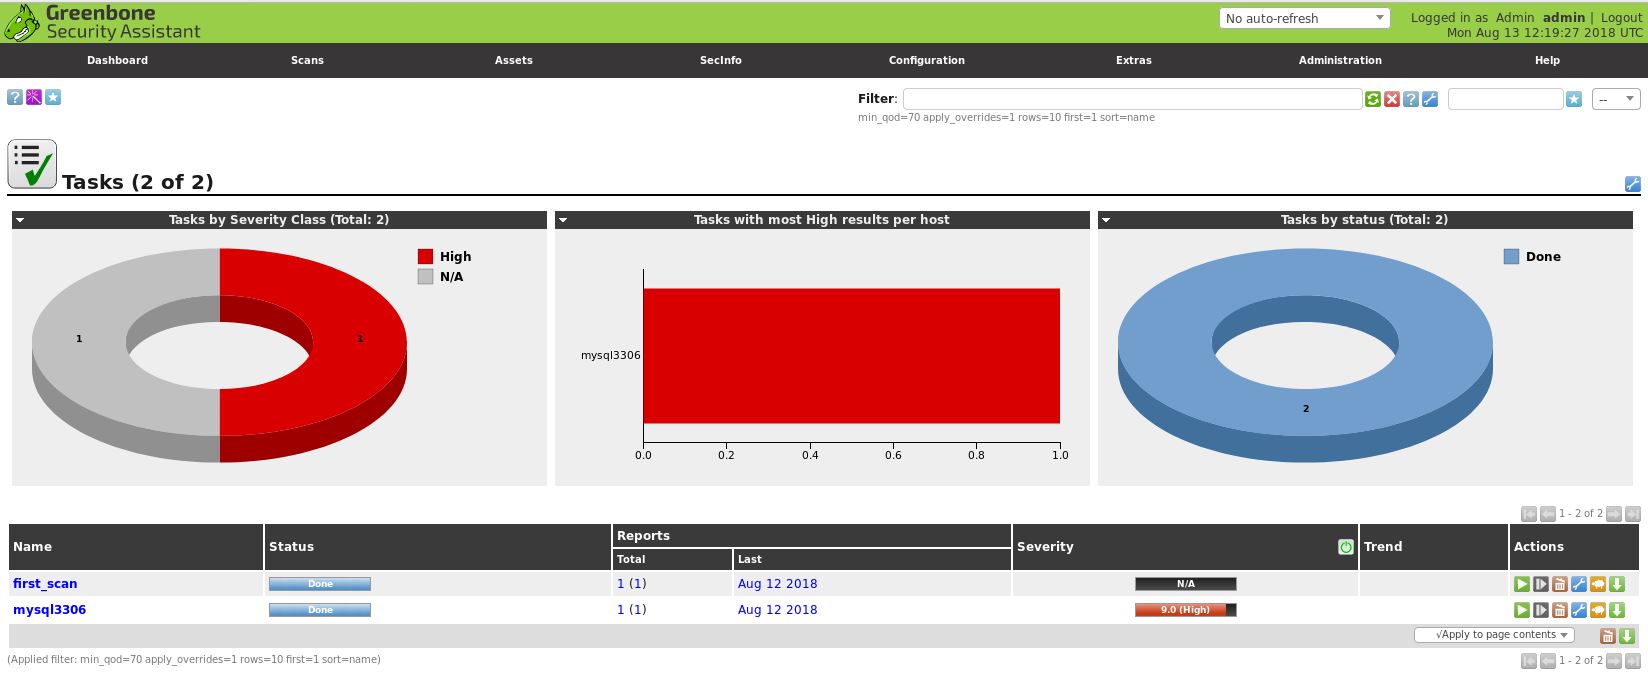 Greenbone
Security Assistant
No auto-refresh
Logged in as Admin admin | Logout
Mon Aug 13 12:19:27 2018 UTC
Dashboard Scans Assets SecInfo Configuration Extras Administration Help
Filter:
--
min_qod=70 apply_overrides=1 rows=10 first=1 sort=name
Tasks (2 of 2)
Tasks by Severity Class (Total: 2)
High
N/A
1
1
Tasks with most High results per host
mysql3306
0.0 0.2 0.4 0.6 0.8 1.0
Tasks by status (Total: 2)
Done
2
1 - 2 of 2
Name Status Reports Severity Trend Actions
Total Last
first_scan Done 1 (1) Aug 12 2018 N/A
mysql3306 Done 1 (1) Aug 12 2018 9.0 (High)
√Apply to page contents
(Applied filter: min_qod=70 apply_overrides=1 rows=10 first=1 sort=name)
1 - 2 of 2